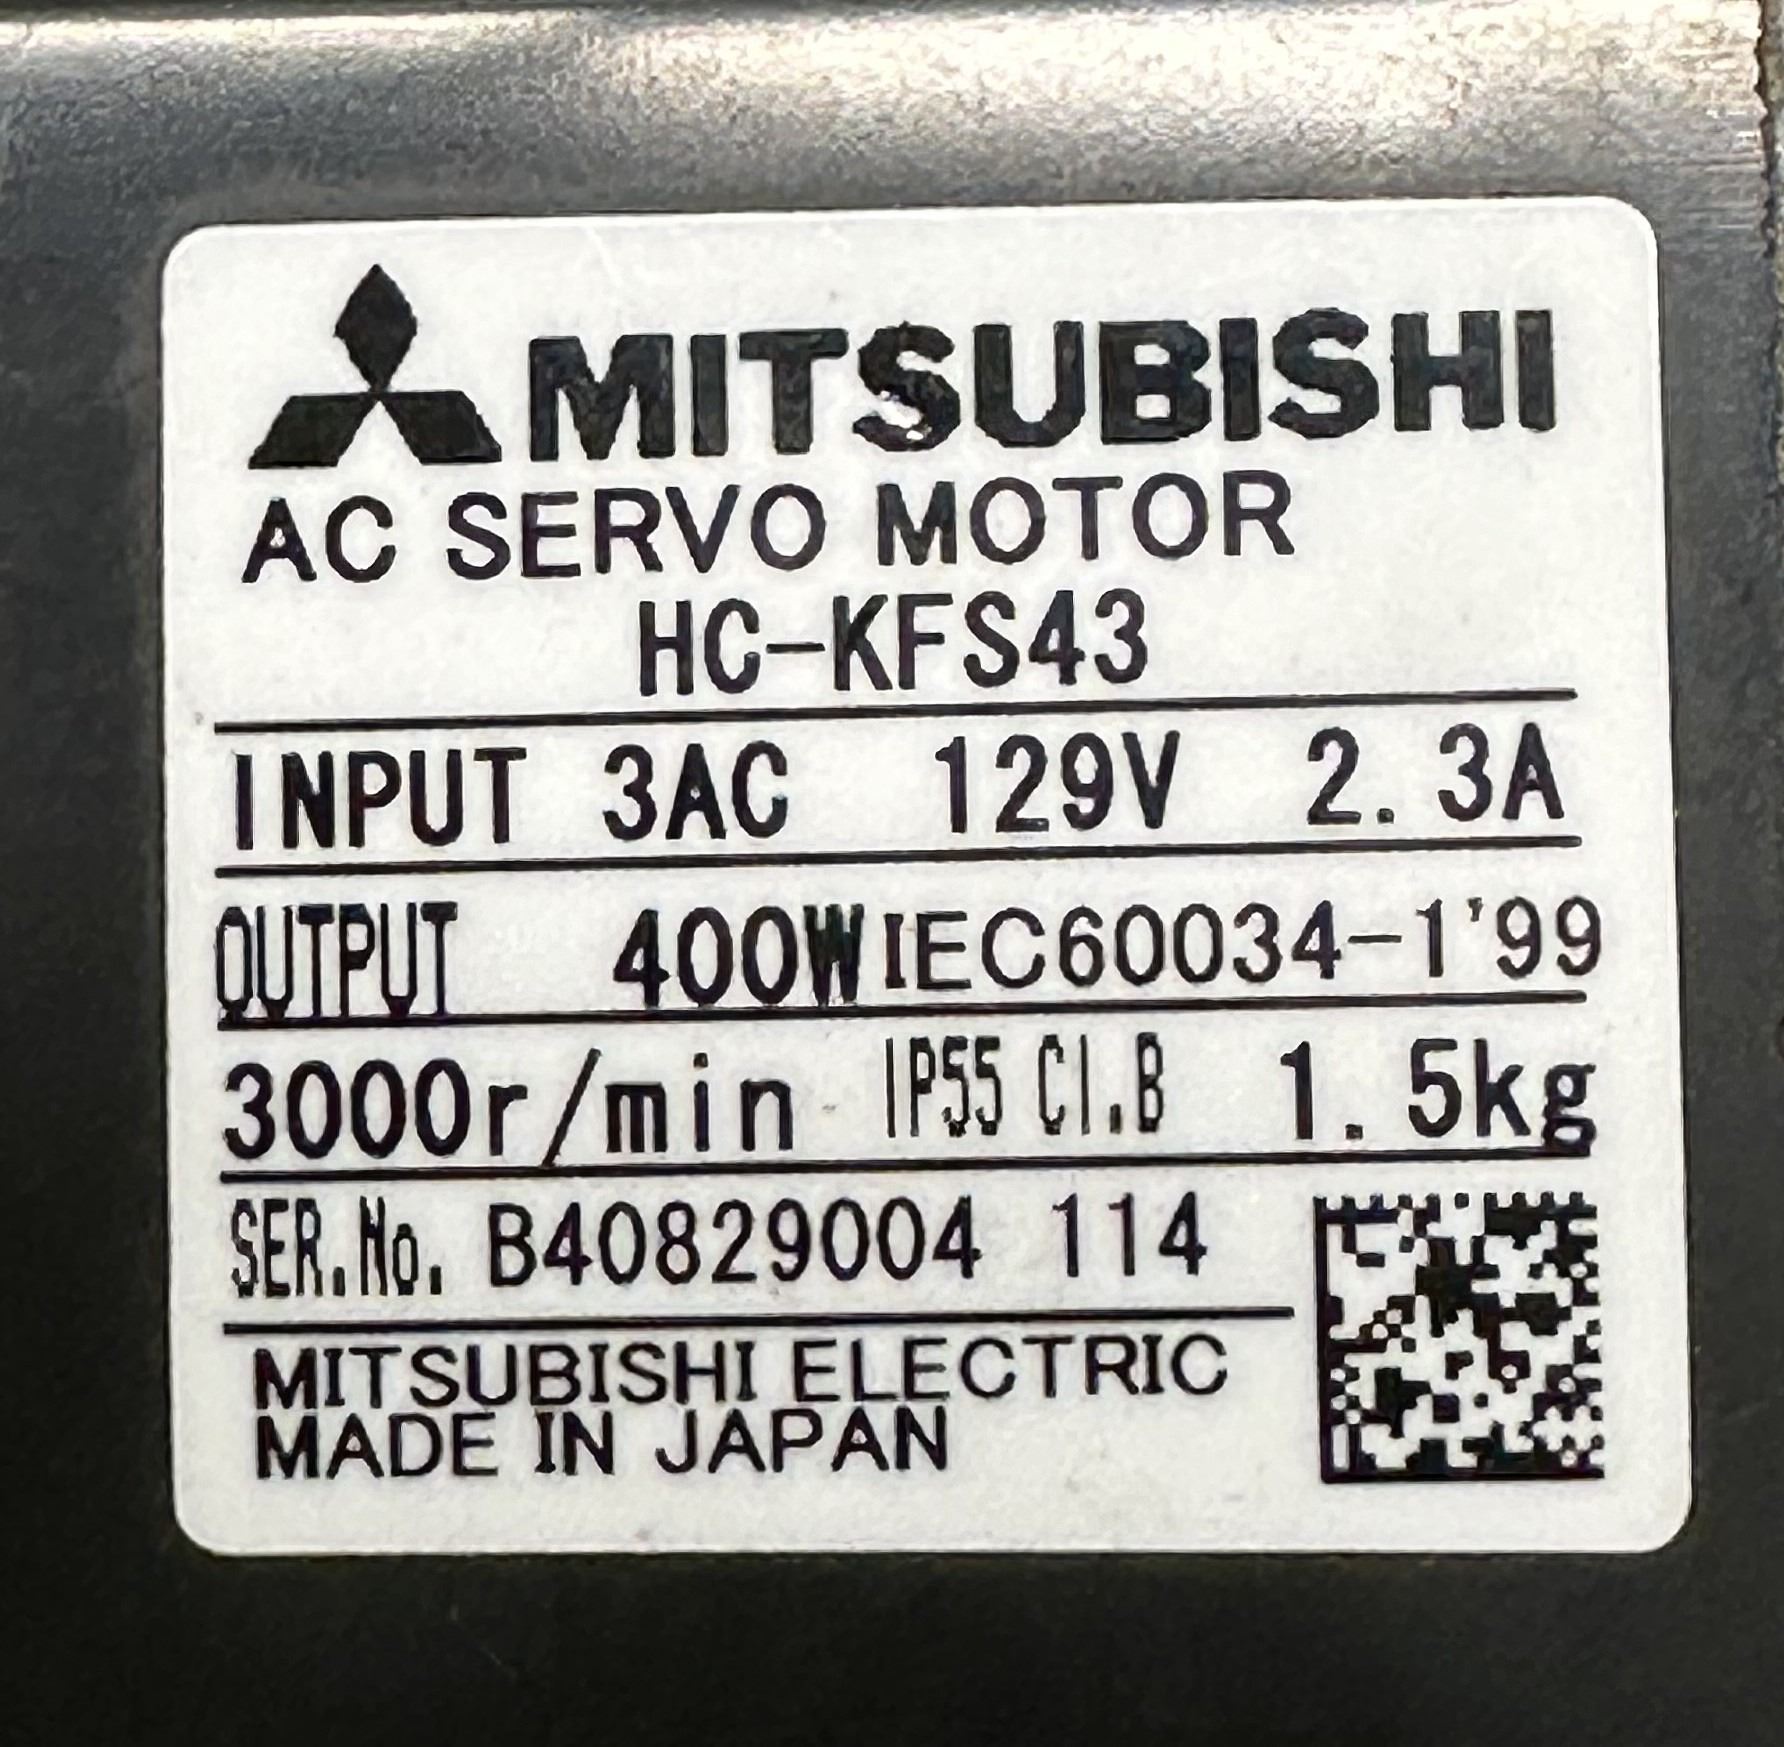 MITSUBISHI
AC SERVO MOTOR
HC-KFS43
INPUT 3AC 129V 2.3A
OUTPUT 400W IEC60034-1'99
3000r/min IP55 CI.B 1.5kg
SER.No. B40829004 114
MITSUBISHI ELECTRIC
MADE IN JAPAN